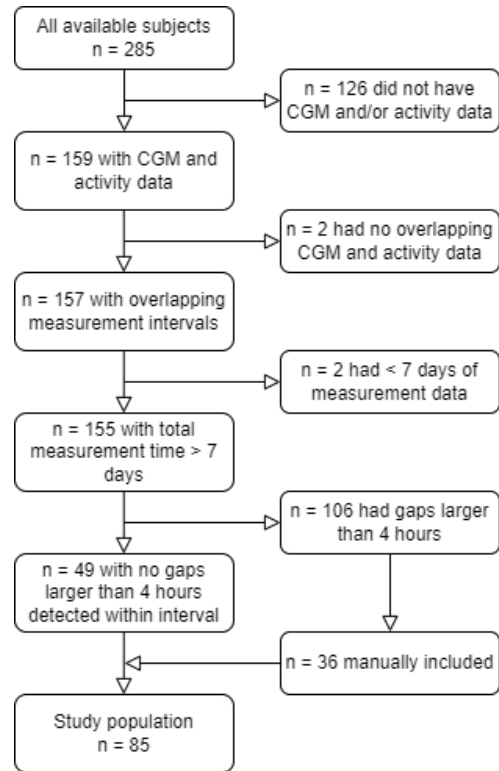 All available subjects
n = 285
n = 126 did not have
CGM and/or activity data
n = 159 with CGM and
activity data
n = 2 had no overlapping
CGM and activity data
n = 157 with overlapping
measurement intervals
n = 2 had < 7 days of
measurement data
n = 155 with total
measurement time > 7
days
n = 106 had gaps larger
than 4 hours
n = 49 with no gaps
larger than 4 hours
detected within interval
n = 36 manually included
Study population
n = 85